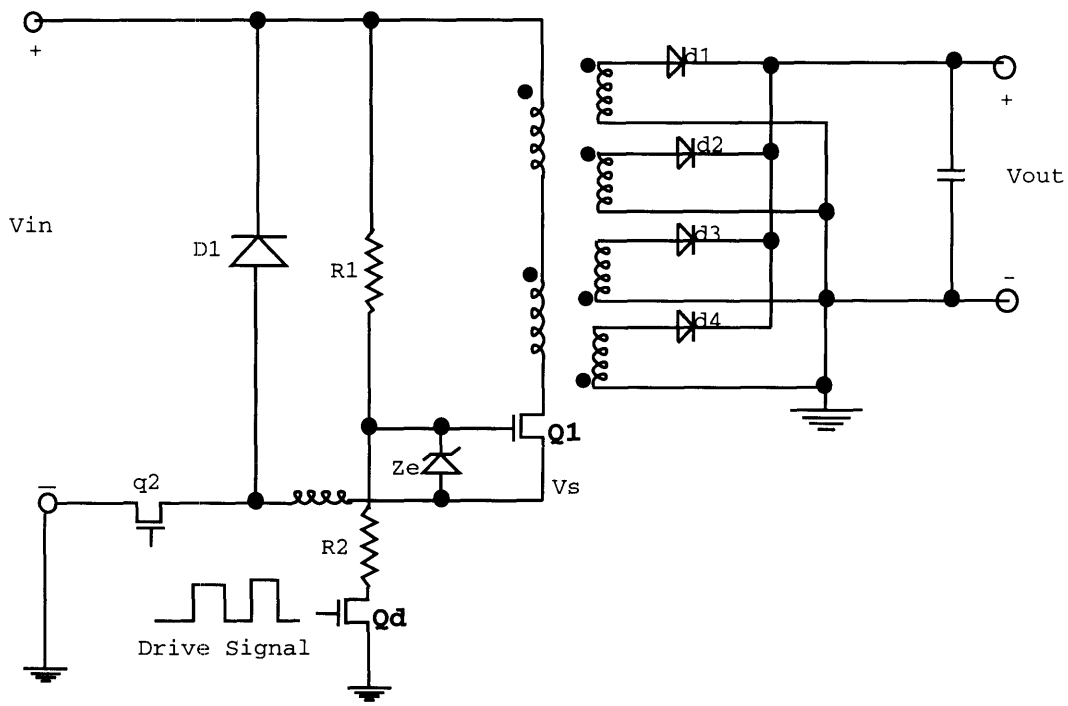 +
d1
+
d2
Vout
Vin
D1
R1
d3
−
d4
Q1
Ze
Vs
−
q2
R2
Qd
Drive Signal